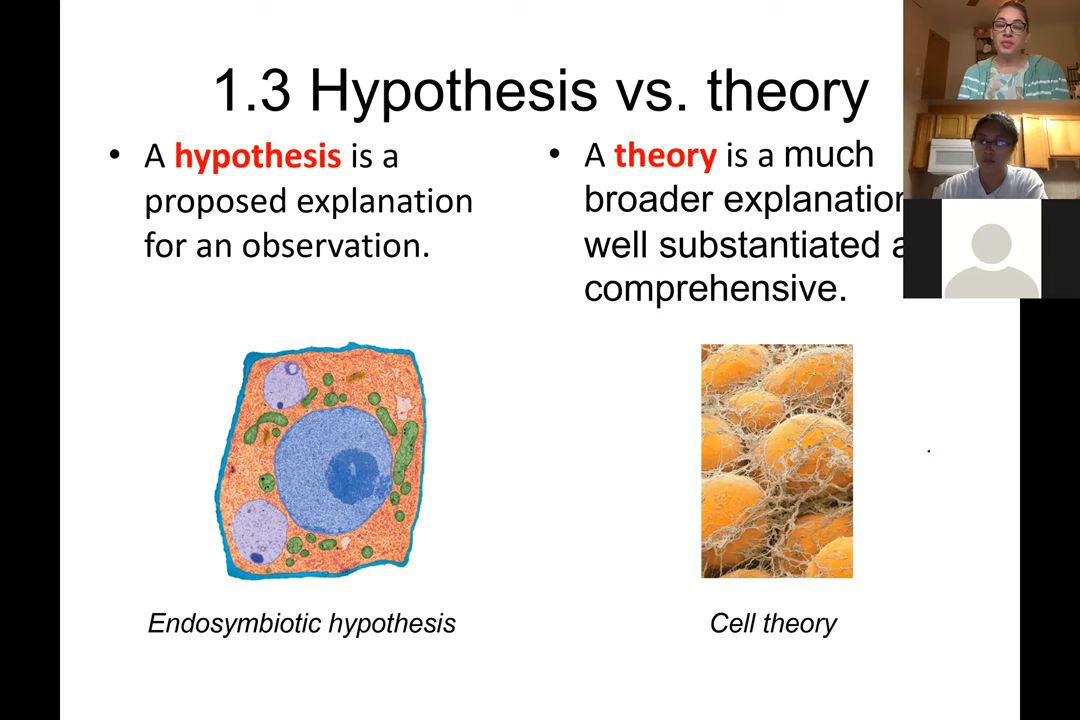 1.3 Hypothesis vs. theory
• A hypothesis is a
proposed explanation
for an observation.
• A theory is a much
broader explanation
well substantiated
comprehensive.
Endosymbiotic hypothesis
Cell theory